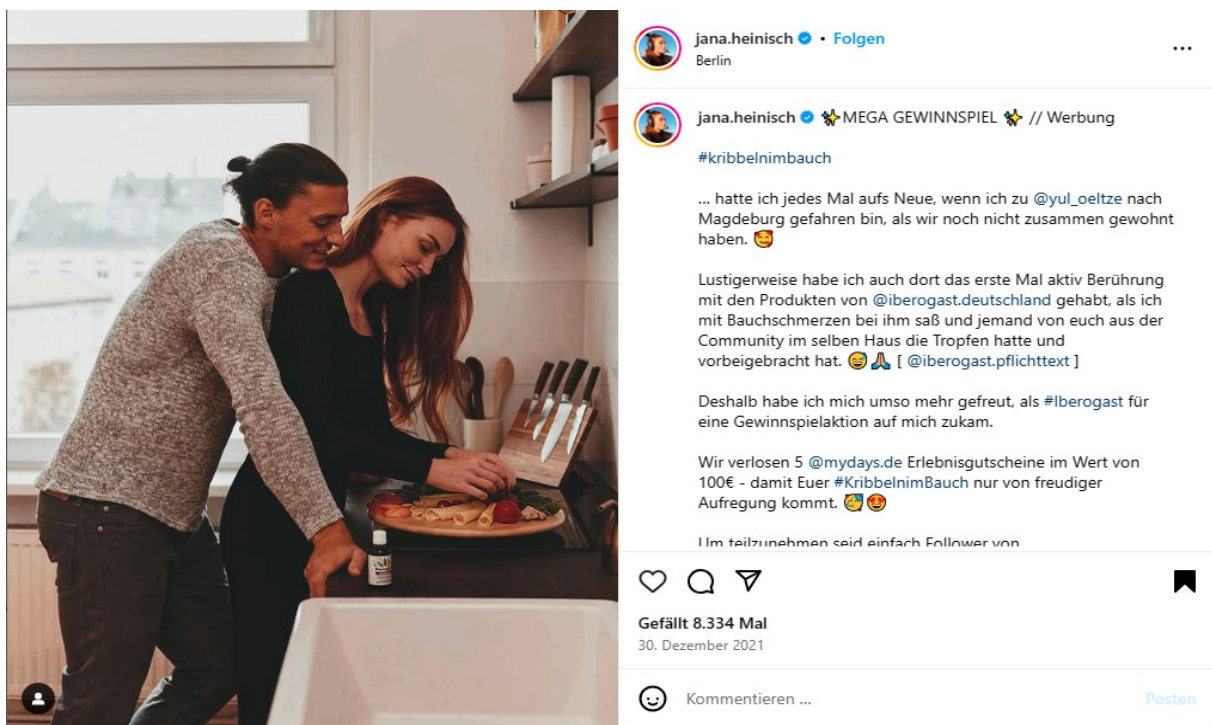 jana.heinisch • Folgen
Berlin
jana.heinisch ✨MEGA GEWINNSPIEL ✨ // Werbung
#kribbelnimbauch
... hatte ich jedes Mal aufs Neue, wenn ich zu @yul_oeltze nach
Magdeburg gefahren bin, als wir noch nicht zusammen gewohnt
haben. 🥰
Lustigerweise habe ich auch dort das erste Mal aktiv Berührung
mit den Produkten von @iberogast.deutschland gehabt, als ich
mit Bauchschmerzen bei ihm saß und jemand von euch aus der
Community im selben Haus die Tropfen hatte und
vorbeigebracht hat. 😅🙏 [ @iberogast.pflichttext ]
Deshalb habe ich mich umso mehr gefreut, als #Iberogast für
eine Gewinnspielaktion auf mich zukam.
Wir verlosen 5 @mydays.de Erlebnisgutscheine im Wert von
100€ - damit Euer #KribbelnimBauch nur von freudiger
Aufregung kommt. 🥳😍
Um teilzunehmen seid einfach Follower von
Gefällt 8.334 Mal
30. Dezember 2021
Kommentieren ...
Posten